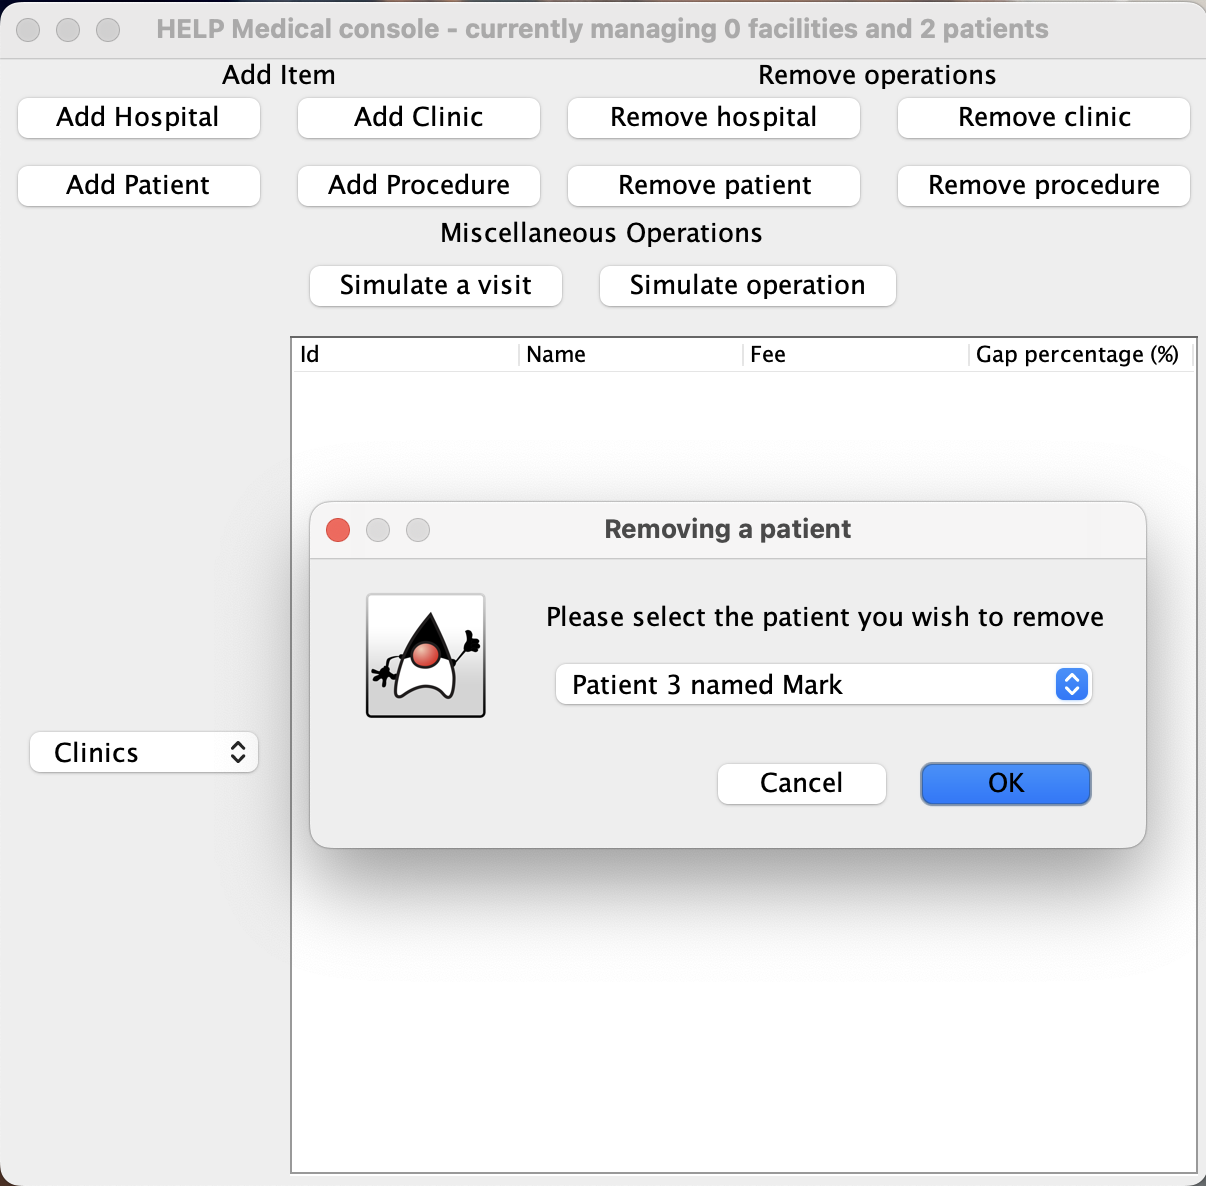 HELP Medical console - currently managing 0 facilities and 2 patients
Add Item
Remove operations
Add Hospital
Add Clinic
Remove hospital
Remove clinic
Add Patient
Add Procedure
Remove patient
Remove procedure
Miscellaneous Operations
Simulate a visit
Simulate operation
Id
Name
Fee
Gap percentage (%)
Removing a patient
Please select the patient you wish to remove
Patient 3 named Mark
Clinics
Cancel
OK